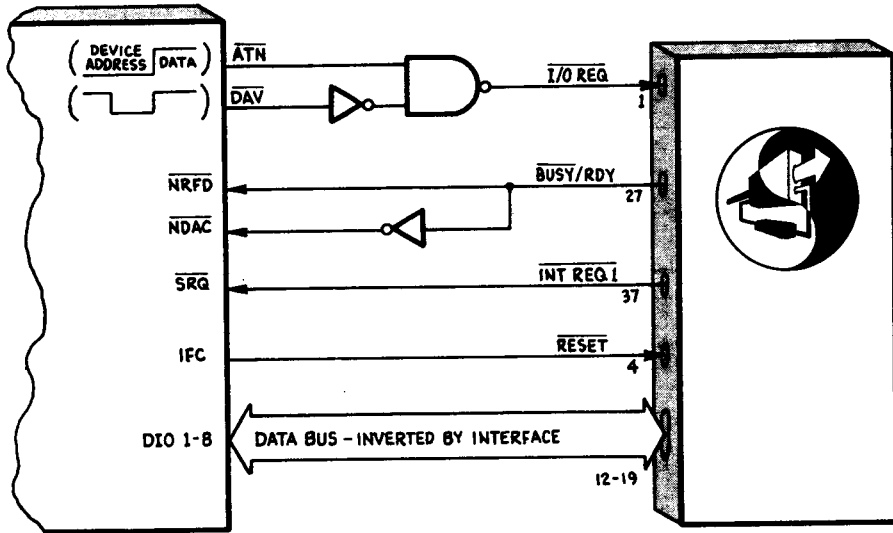 DEVICE ADDRESS DATA
ATN
I/O REQ
1
DAV
NRFD
BUSY/RDY
27
NDAC
SRQ
INT REQ 1
37
IFC
RESET
4
DIO 1-8
DATA BUS – INVERTED BY INTERFACE
12-19